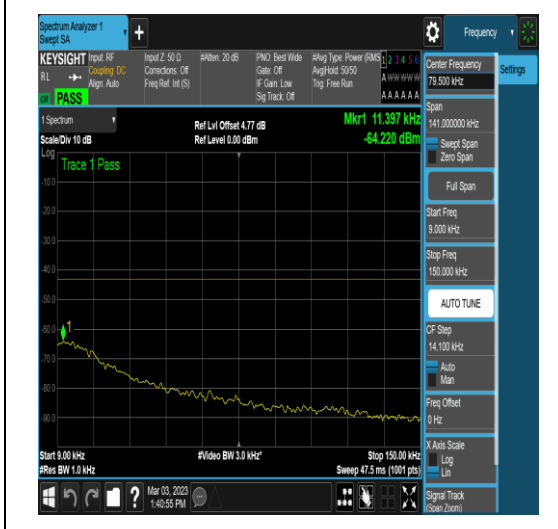 Spectrum Analyzer 1
Swept SA
Frequency
KEYSIGHT
Input: RF
Input Z: 50 Ω
#Atten: 20 dB
PNO: Best Wide
#Avg Type: Power (RMS
1 2 3 4 5 6
RL
Coupling: DC
Corrections: Off
Gate: Off
Avg|Hold: 50/50
A W W W W W
Align: Auto
Freq Ref: Int (S)
IF Gain: Low
Trig: Free Run
Sig Track: Off
A A A A A A
PASS
1 Spectrum
Ref Lvl Offset 4.77 dB
Mkr1 11.397 kHz
Scale/Div 10 dB
Ref Level 0.00 dBm
-64.220 dBm
Log
Trace 1 Pass
-10.0
-20.0
-30.0
-40.0
-50.0
-60.0
1
-70.0
-80.0
-90.0
Start 9.00 kHz
#Video BW 3.0 kHz*
Stop 150.00 kHz
#Res BW 1.0 kHz
Sweep 47.5 ms (1001 pts)
Mar 03, 2023
1:40:55 PM
?
Center Frequency
79.500 kHz
Settings
Span
141.000000 kHz
Swept Span
Zero Span
Full Span
Start Freq
9.000 kHz
Stop Freq
150.000 kHz
AUTO TUNE
CF Step
14.100 kHz
Auto
Man
Freq Offset
0 Hz
X Axis Scale
Log
Lin
Signal Track
(Span Zoom)